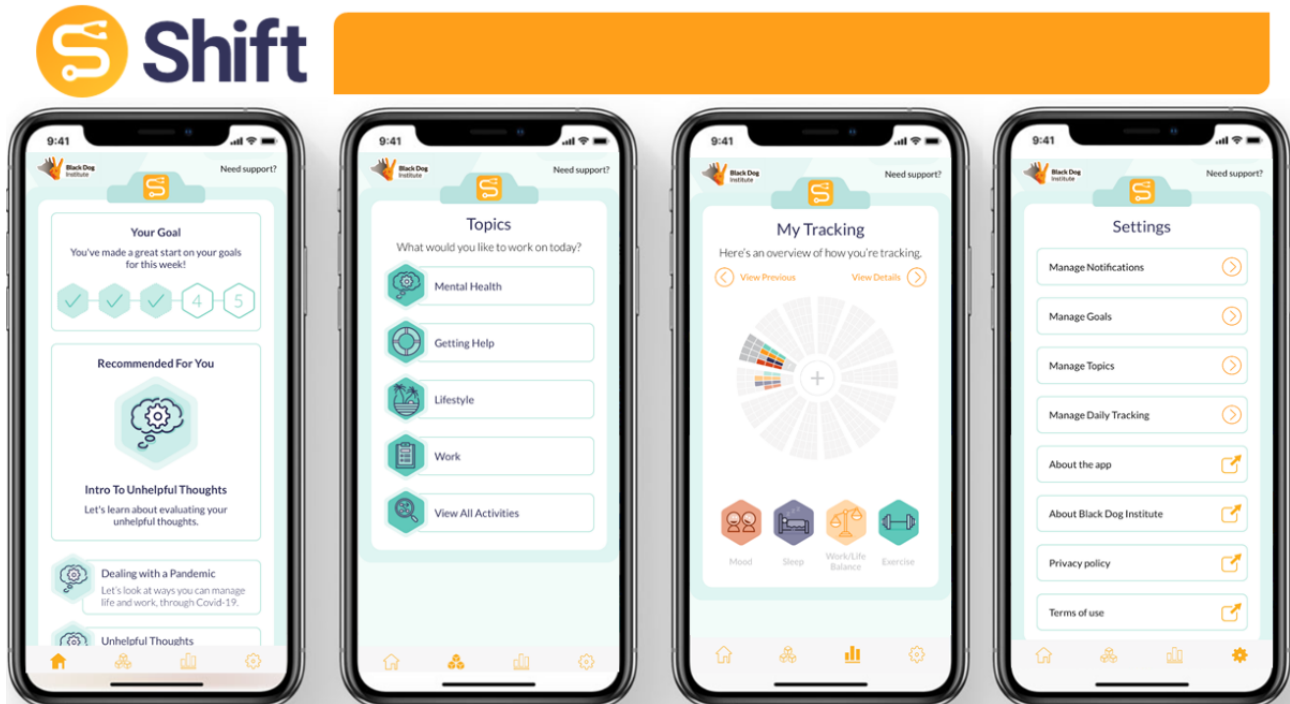 Shift
9:41
Black Dog
Institute
Need support?
Your Goal
You've made a great start on your goals
for this week!
4
5
Recommended For You
Intro To Unhelpful Thoughts
Let's learn about evaluating your
unhelpful thoughts.
Dealing with a Pandemic
Let's look at ways you can manage
life and work, through Covid-19.
Unhelpful Thoughts
9:41
Black Dog
Institute
Need support?
Topics
What would you like to work on today?
Mental Health
Getting Help
Lifestyle
Work
View All Activities
9:41
Black Dog
Institute
Need support?
My Tracking
Here's an overview of how you're tracking.
View Previous
View Details
Mood
Sleep
Work/Life
Balance
Exercise
9:41
Black Dog
Institute
Need support?
Settings
Manage Notifications
Manage Goals
Manage Topics
Manage Daily Tracking
About the app
About Black Dog Institute
Privacy policy
Terms of use